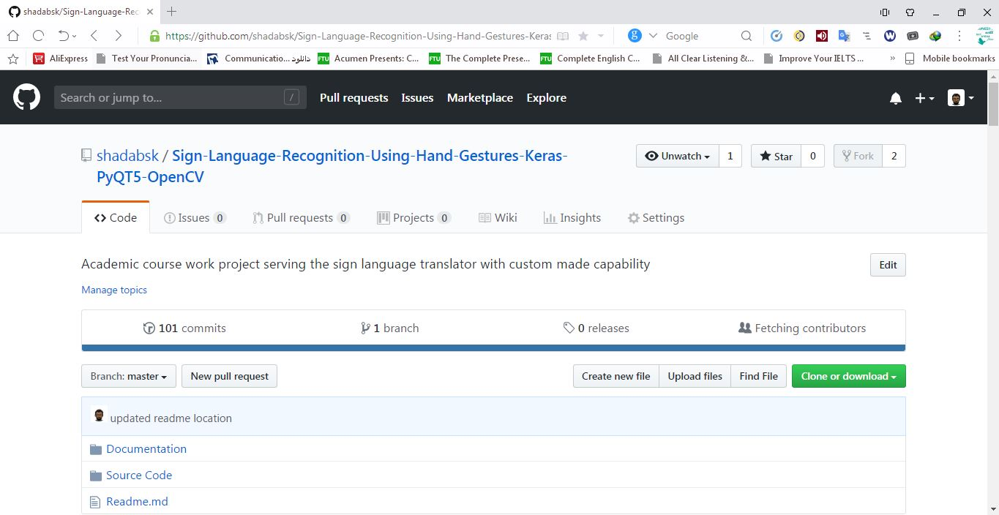 shadabsk/Sign-Language-Rec
https://github.com/shadabsk/Sign-Language-Recognition-Using-Hand-Gestures-Keras
Google
AliExpress
Test Your Pronuncia...
Communicatio... دانلود
FTU
Acumen Presents: C...
FTU
The Complete Prese...
FTU
Complete English C...
All Clear Listening &...
Improve Your IELTS ...
»
Mobile bookmarks
Search or jump to...
/
Pull requests
Issues
Marketplace
Explore
shadabsk / Sign-Language-Recognition-Using-Hand-Gestures-Keras-
PyQT5-OpenCV
Unwatch 1
Star 0
Fork 2
Code
Issues 0
Pull requests 0
Projects 0
Wiki
Insights
Settings
Academic course work project serving the sign language translator with custom made capability
Edit
Manage topics
101 commits
1 branch
0 releases
Fetching contributors
Branch: master
New pull request
Create new file
Upload files
Find File
Clone or download
updated readme location
Documentation
Source Code
Readme.md